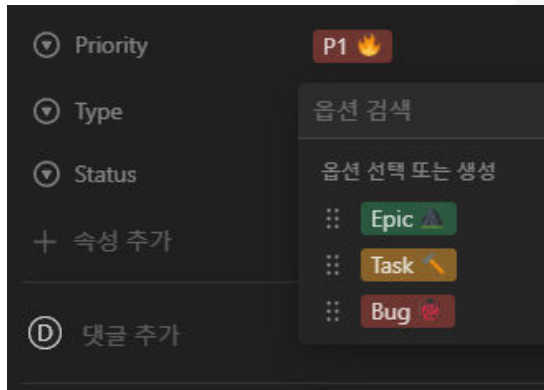 Priority
P1 🔥
Type
옵션 검색
옵션 선택 또는 생성
Status
Epic ⛰
Task 🔨
Bug 🐞
속성 추가
D 댓글 추가